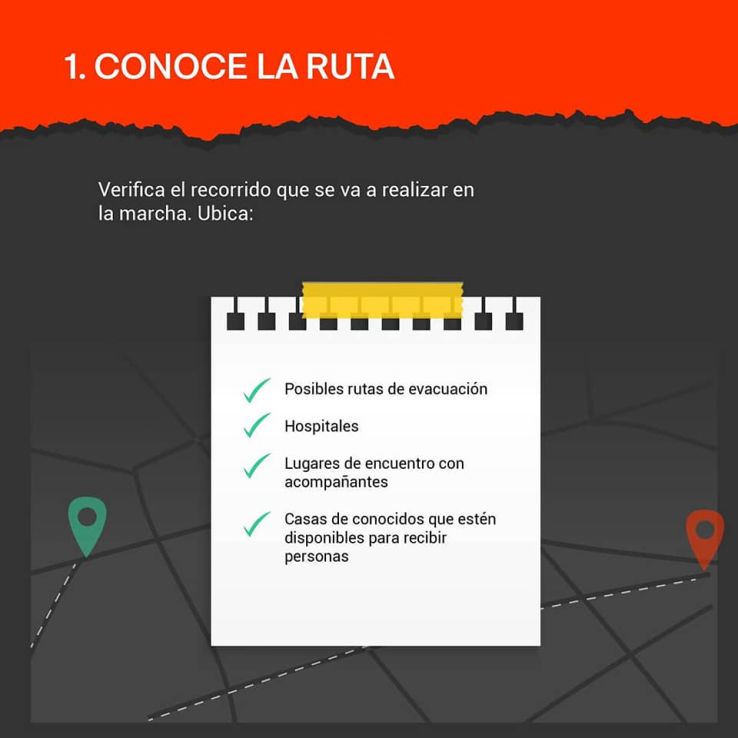 1. CONOCE LA RUTA
Verifica el recorrido que se va a realizar en
la marcha. Ubica:
Posibles rutas de evacuación
Hospitales
Lugares de encuentro con
acompañantes
Casas de conocidos que estén
disponibles para recibir
personas